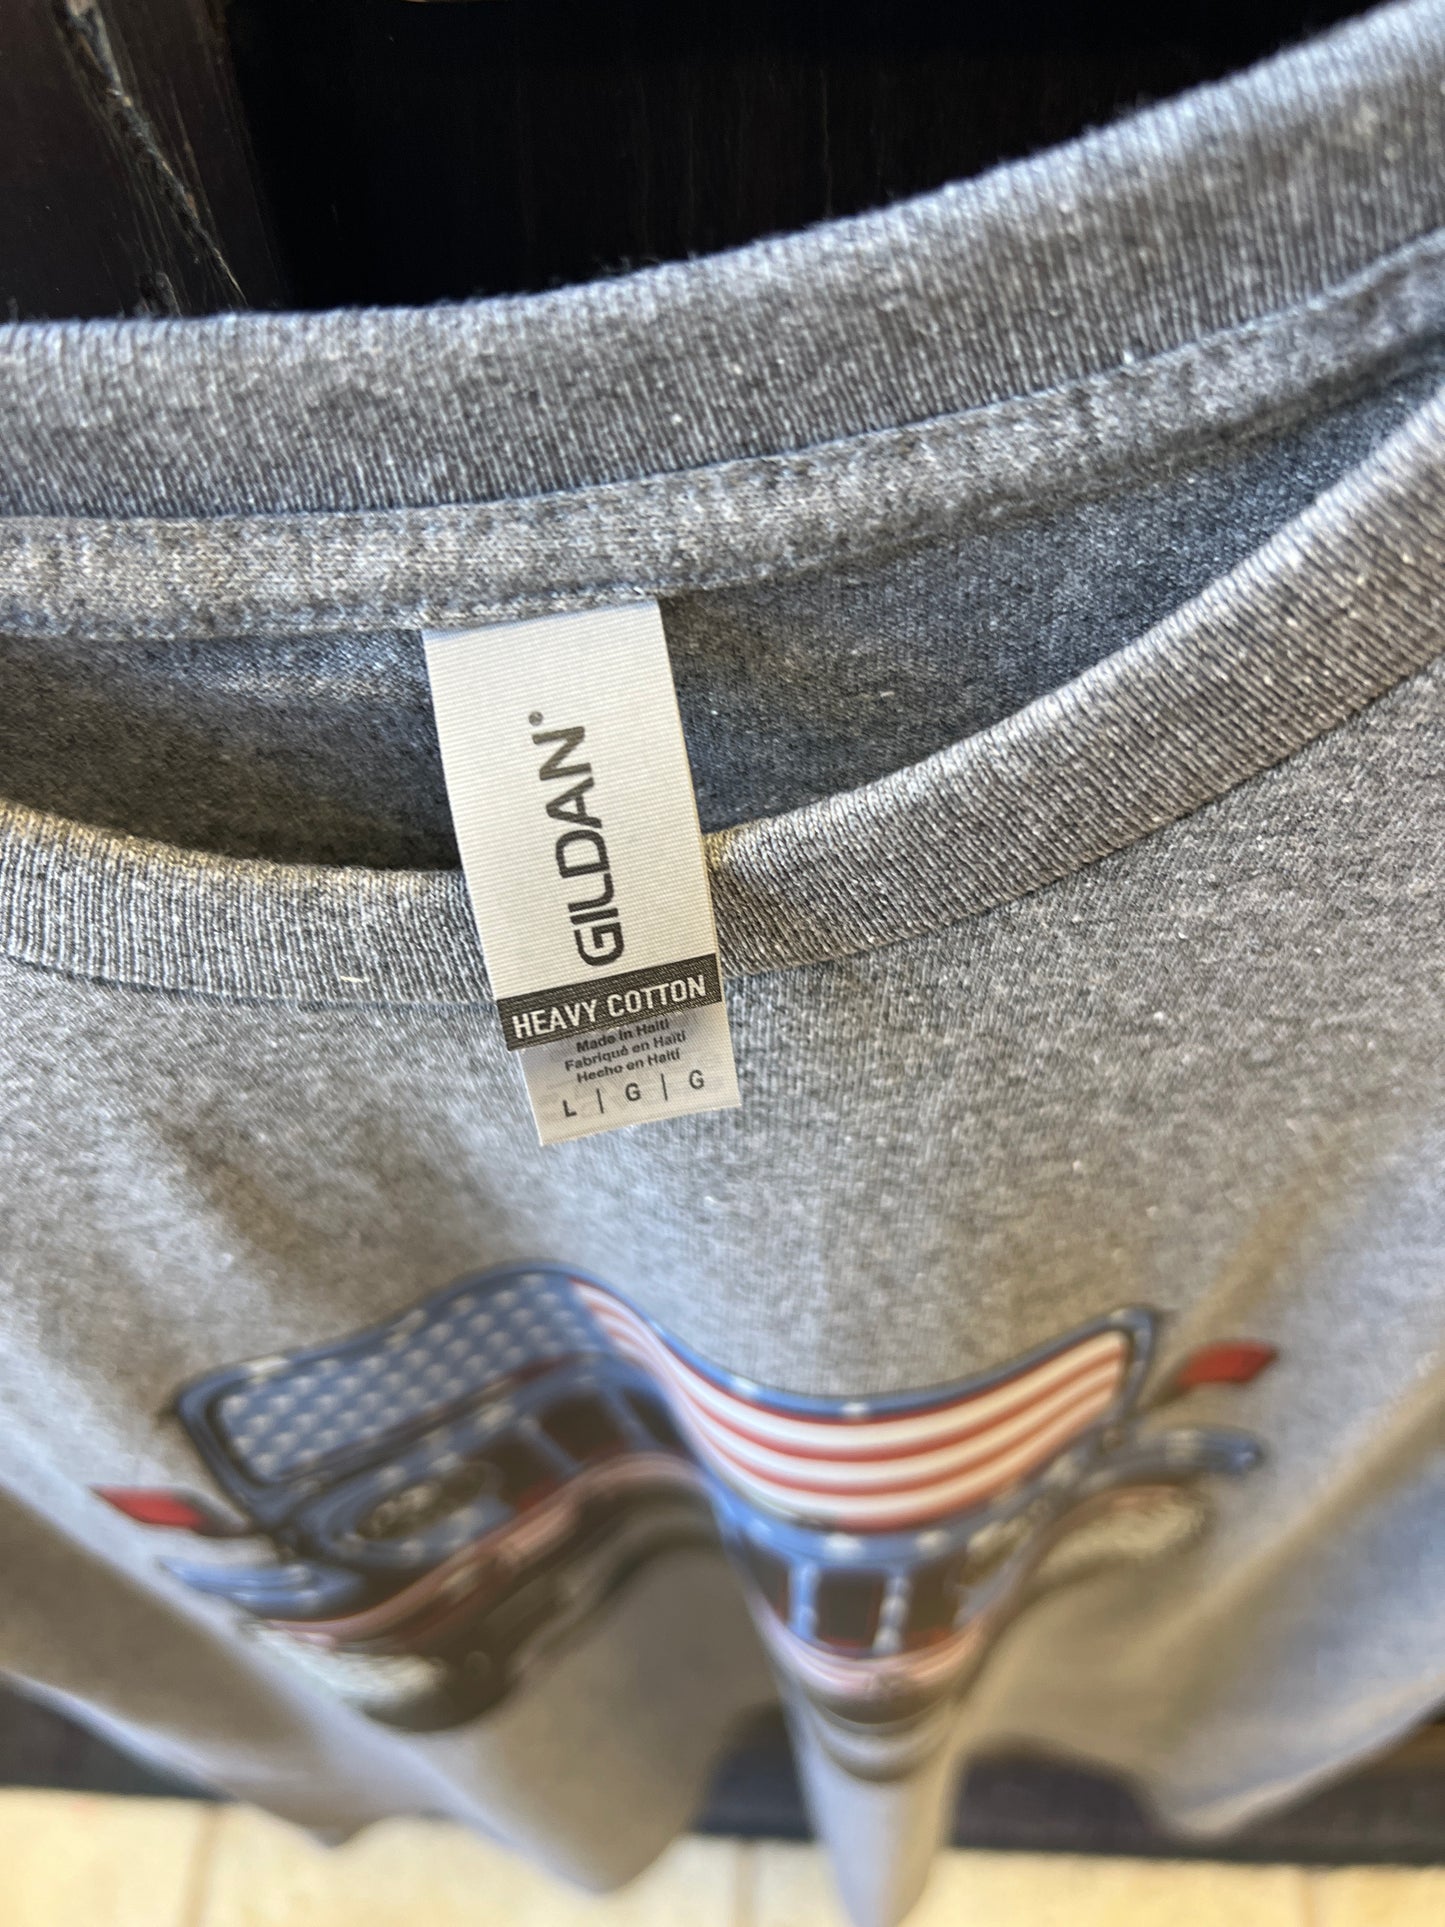 GILDAN®
HEAVY COTTON
Made in Haiti
Fabriqué en Haïti
Hecho en Haití
L | G | G